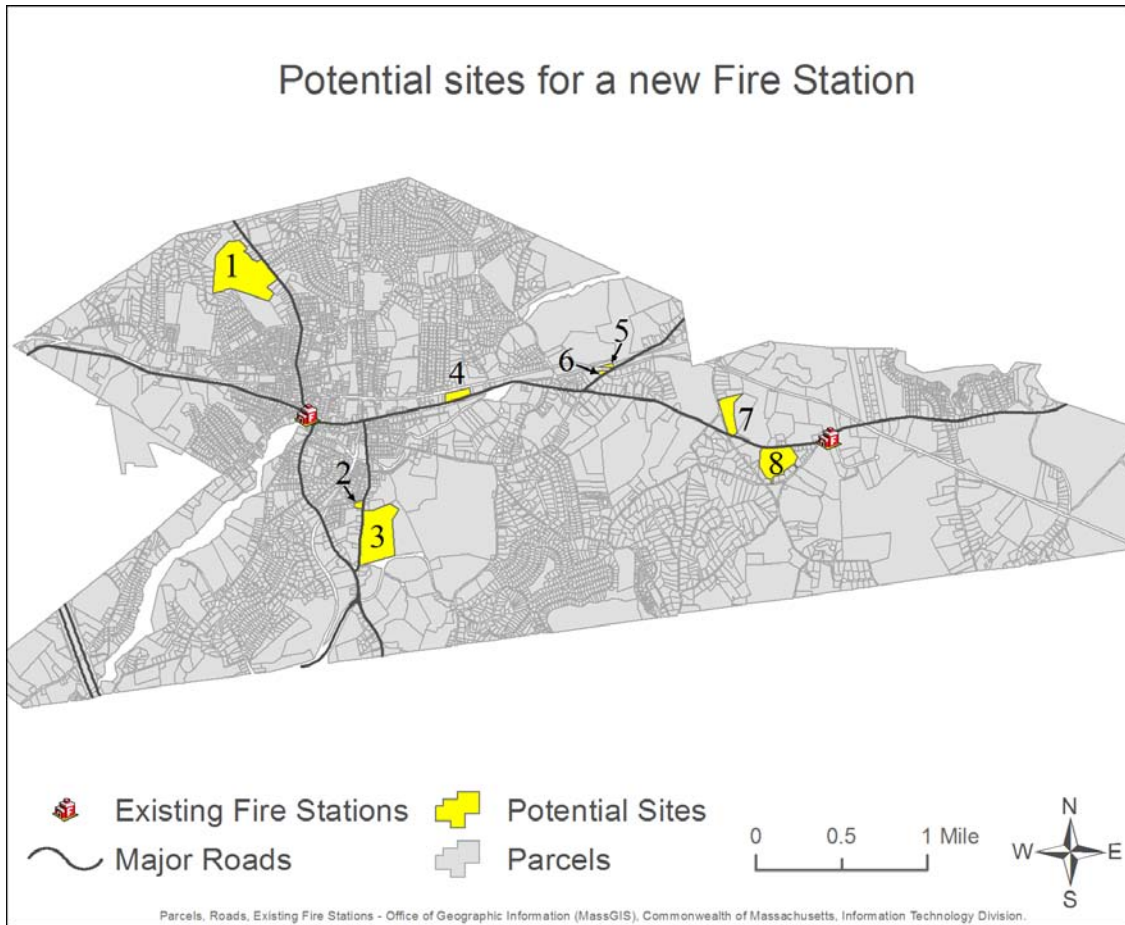 Potential sites for a new Fire Station
1
5
6
4
7
8
2
3
Existing Fire Stations
Potential Sites
Major Roads
Parcels
0 0.5 1 Mile
N
W E
S
Parcels, Roads, Existing Fire Stations - Office of Geographic Information (MassGIS), Commonwealth of Massachusetts, Information Technology Division.